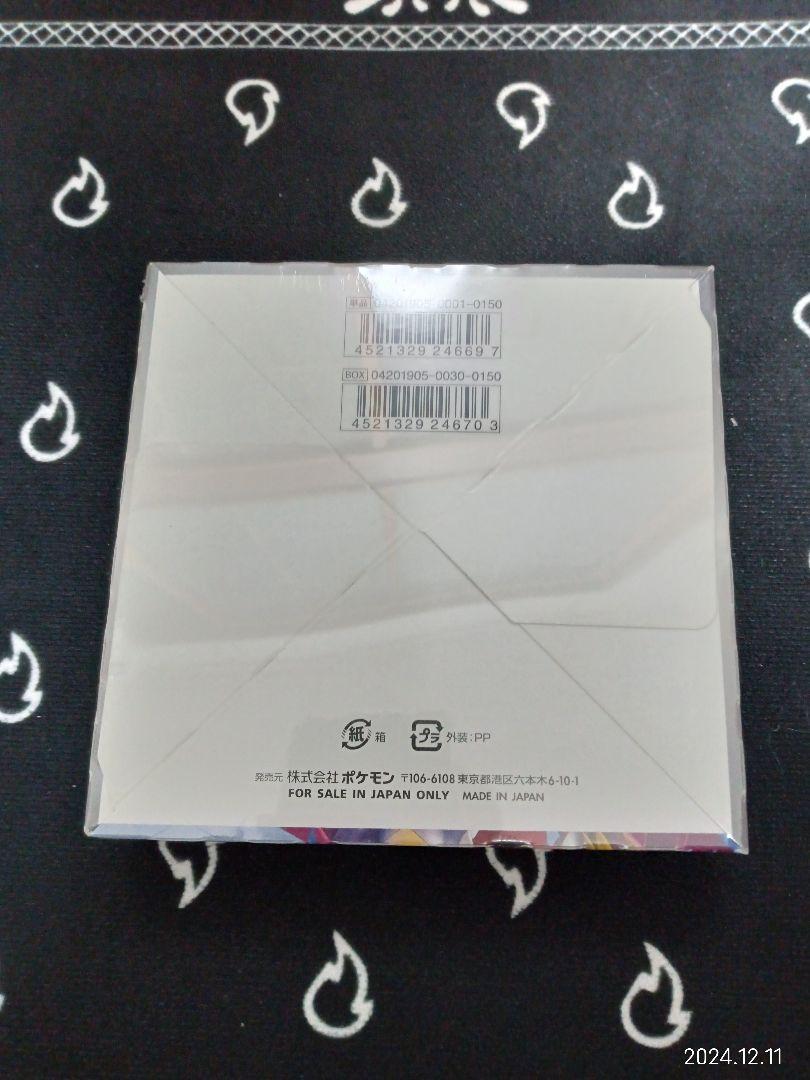 単品 04201905-0001-0150
4521329 24669 7
BOX 04201905-0030-0150
4521329 24670 3
紙 箱
プラ 外装:PP
発売元 株式会社ポケモン 〒106-6108 東京都港区六本木6-10-1
FOR SALE IN JAPAN ONLY MADE IN JAPAN
2024.12.11